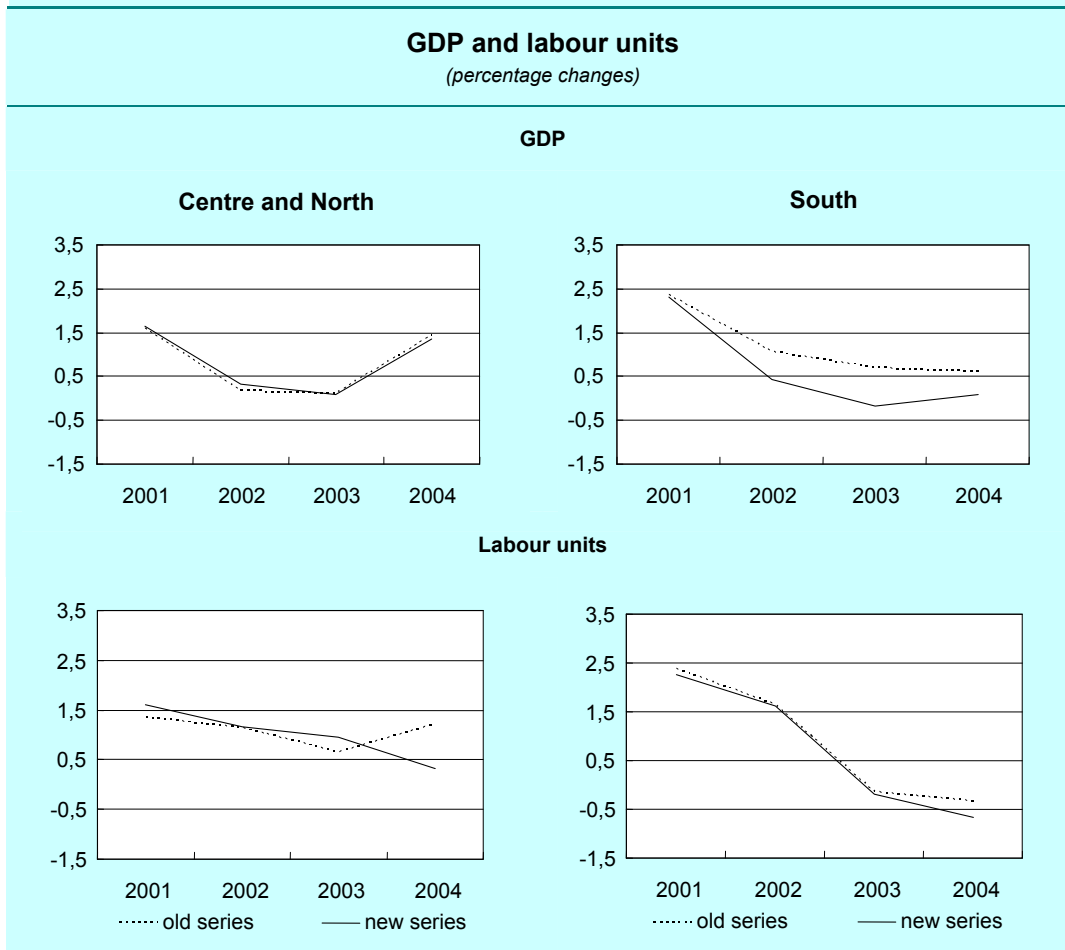 GDP and labour units
(percentage changes)
GDP
Centre and North
3,5
2,5
1,5
0,5
-0,5
-1,5
2001 2002 2003 2004
South
3,5
2,5
1,5
0,5
-0,5
-1,5
2001 2002 2003 2004
Labour units
3,5
2,5
1,5
0,5
-0,5
-1,5
2001 2002 2003 2004
old series new series
3,5
2,5
1,5
0,5
-0,5
-1,5
2001 2002 2003 2004
old series new series